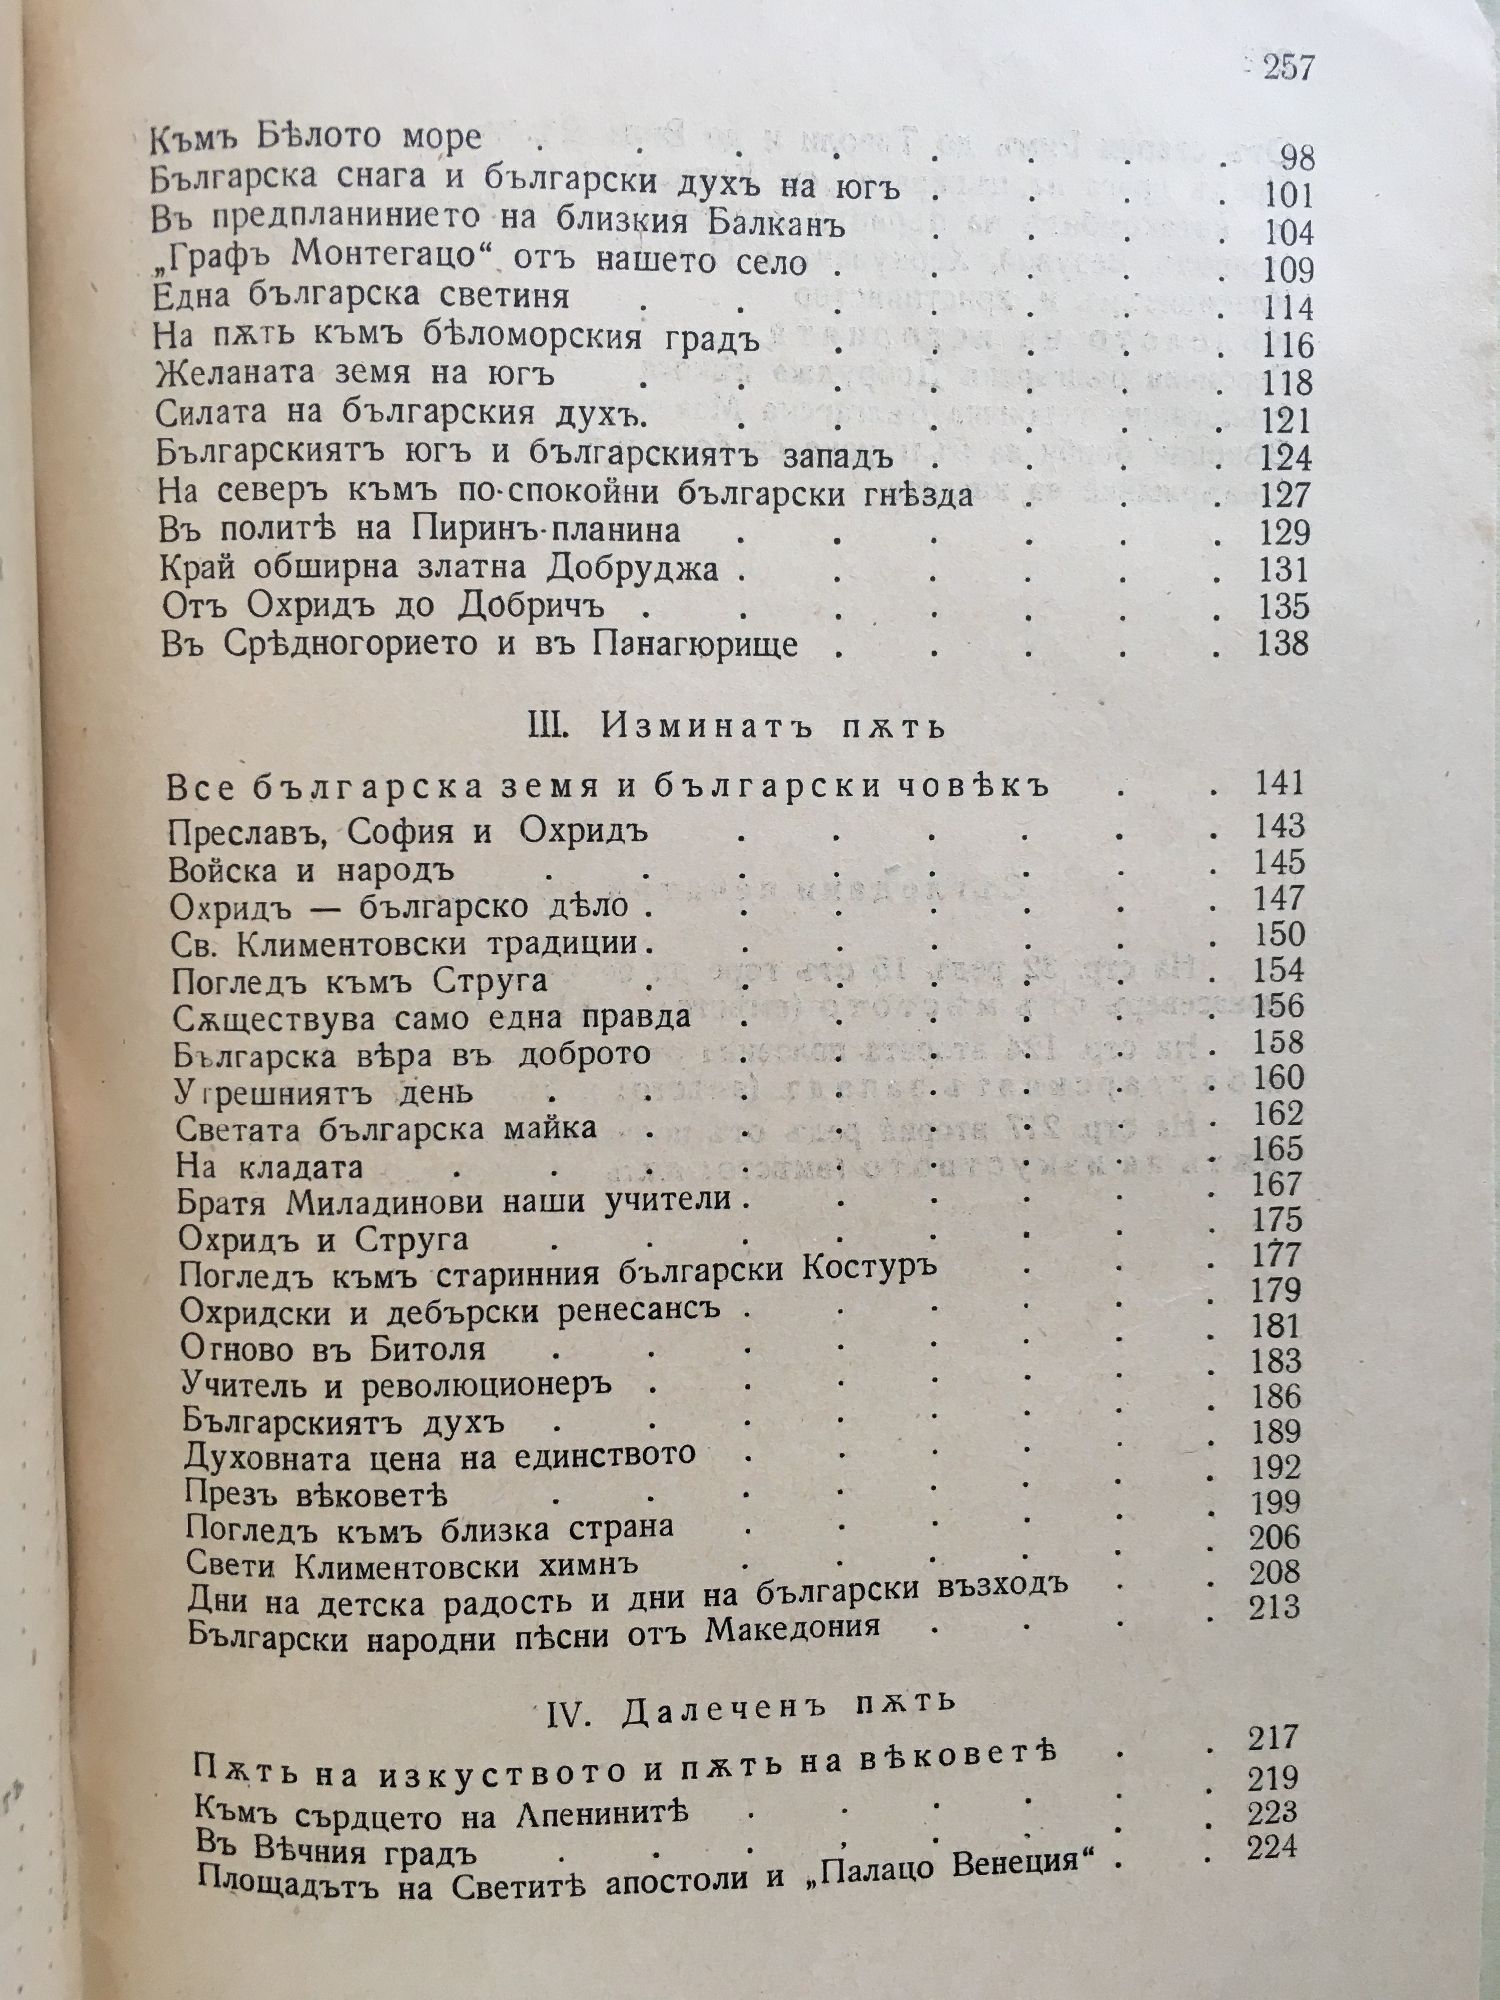 257
Къмъ Бѣлото море . . . . . . . . 98
Българска снага и български духъ на югъ . . . . 101
Въ предпланинието на близкия Балканъ . . . . 104
„Графъ Монтегацо“ отъ нашето село . . . . . 109
Една българска светиня . . . . . . . 114
На пѫть къмъ бѣломорския градъ . . . . . 116
Желаната земя на югъ . . . . . . . 118
Силата на българския духъ. . . . . . . 121
Българскиятъ югъ и българскиятъ западъ . . . . 124
На северъ къмъ по-спокойни български гнѣзда . . . 127
Въ политѣ на Пиринъ-планина . . . . . . 129
Край обширна златна Добруджа . . . . . . 131
Отъ Охридъ до Добричъ . . . . . . . 135
Въ Срѣдногорието и въ Панагюрище . . . . . 138
III. Изминатъ пѫть
Все българска земя и български човѣкъ . . 141
Преславъ, София и Охридъ . . . . . . 143
Войска и народъ . . . . . . . . 145
Охридъ — българско дѣло . . . . . . . 147
Св. Климентовски традиции. . . . . . . 150
Погледъ къмъ Струга . . . . . . . 154
Сѫществува само една правда . . . . . . 156
Българска вѣра въ доброто . . . . . . 158
Утрешниятъ день . . . . . . . . 160
Светата българска майка . . . . . . . 162
На кладата . . . . . . . . . 165
Братя Миладинови наши учители . . . . . . 167
Охридъ и Струга . . . . . . . . 175
Погледъ къмъ старинния български Костуръ . . . 177
Охридски и дебърски ренесансъ . . . . . . 179
Огново въ Битоля . . . . . . . . 181
Учитель и революционеръ . . . . . . . 183
Българскиятъ духъ . . . . . . . . 186
Духовната цена на единството . . . . . . 189
Презъ вѣковетѣ . . . . . . . . 192
Погледъ къмъ близка страна . . . . . . 199
Свети Климентовски химнъ . . . . . . 206
Дни на детска радость и дни на български възходъ . . 208
Български народни пѣсни отъ Македония . . . . 213
IV. Далеченъ пѫть
Пѫть на изкуството и пѫть на вѣковетѣ . . 217
Къмъ сърдцето на Апенинитѣ . . . . . . 219
Въ Вѣчния градъ . . . . . . . . 223
Площадътъ на Светитѣ апостоли и „Палацо Венеция“ . . 224